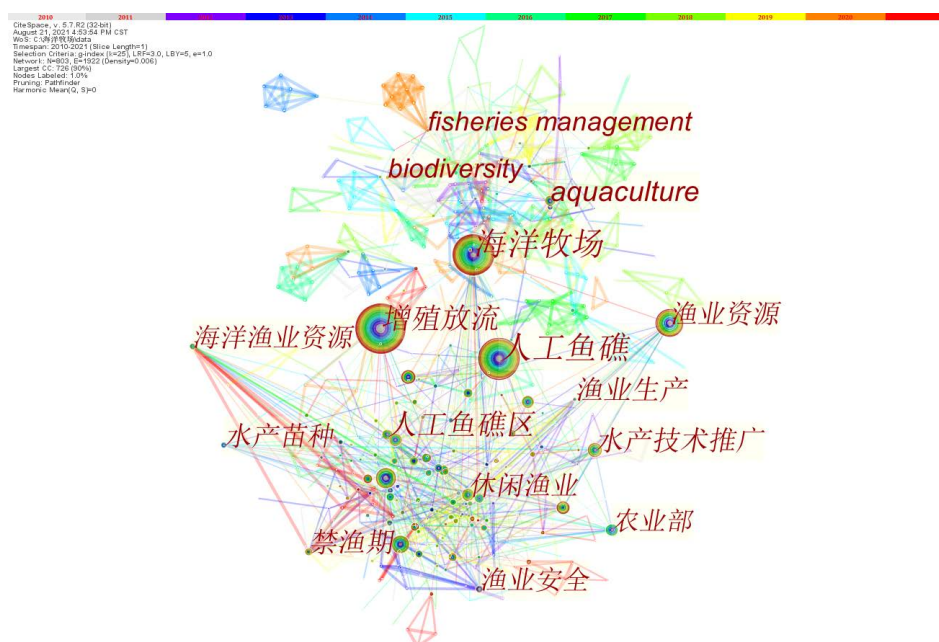 2010 2011 2012 2013 2014 2015 2016 2017 2018 2019 2020
CiteSpace, v. 5.7.R2 (32-bit)
August 21, 2021 4:53:54 PM CST
WoS: C:\海洋牧场\data
Timespan: 2010-2021 (Slice Length=1)
Selection Criteria: g-index (k=25), LRF=3.0, LBY=5, e=1.0
Network: N=803, E=1922 (Density=0.006)
Largest CC: 726 (90%)
Nodes Labeled: 1.0%
Pruning: Pathfinder
Harmonic Mean(Q, S)=0
fisheries management
biodiversity
aquaculture
海洋牧场
增殖放流
渔业资源
海洋渔业资源
人工鱼礁
渔业生产
人工鱼礁区
水产苗种
水产技术推广
休闲渔业
农业部
禁渔期
渔业安全